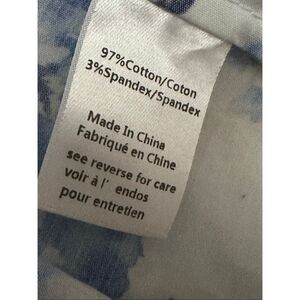 97%Cotton/Coton
3%Spandex/Spandex
Made In China
Fabriqué en Chine
see reverse for care
voir à l' endos
pour entretien